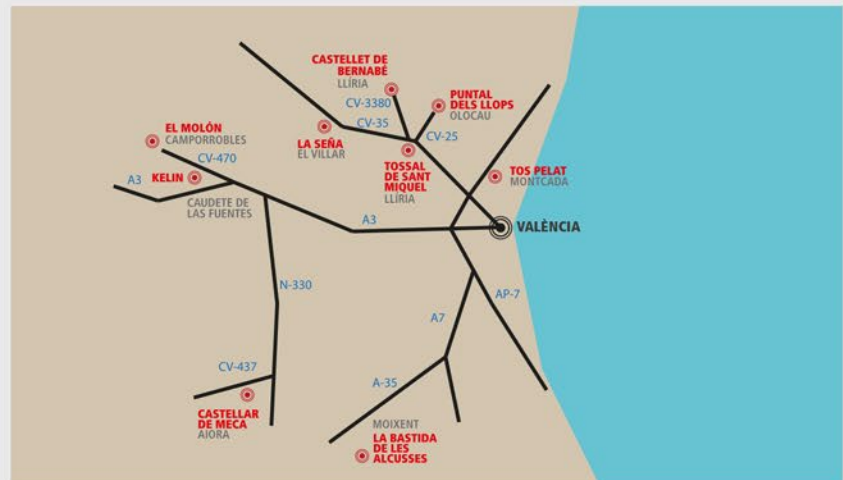 CASTELLET DE
BERNABÉ
LLÍRIA
CV-3380
PUNTAL
DELS LLOPS
OLOCAU
CV-35
CV-25
EL MOLÓN
CAMPORROBLES
LA SEÑA
EL VILLAR
CV-470
TOSSAL
DE SANT
MIQUEL
LLÍRIA
TOS PELAT
MONTCADA
A3
KELIN
CAUDETE DE
LAS FUENTES
A3
VALÈNCIA
N-330
AP-7
A7
CV-437
A-35
CASTELLAR
DE MECA
AIORA
MOIXENT
LA BASTIDA
DE LES
ALCUSSES